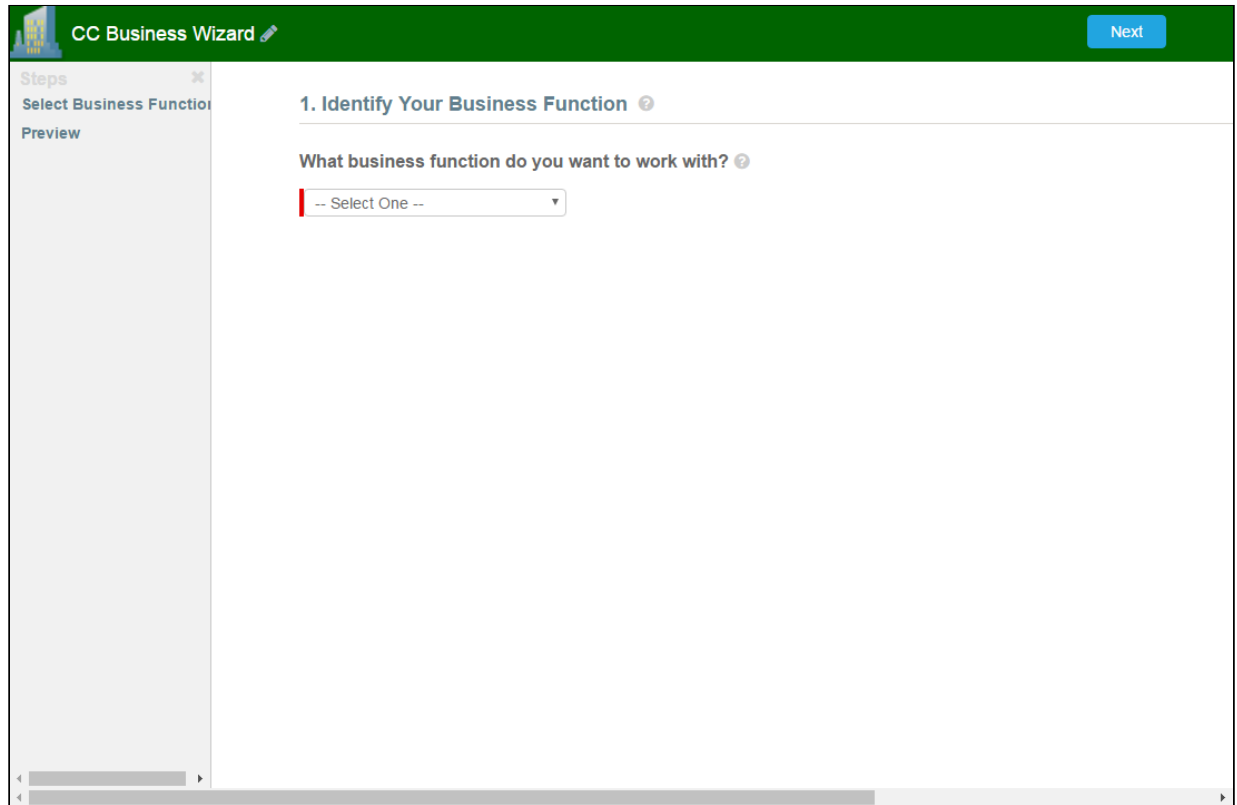 CC Business Wizard
Next
Steps
Select Business Function
Preview
1. Identify Your Business Function
What business function do you want to work with?
-- Select One --